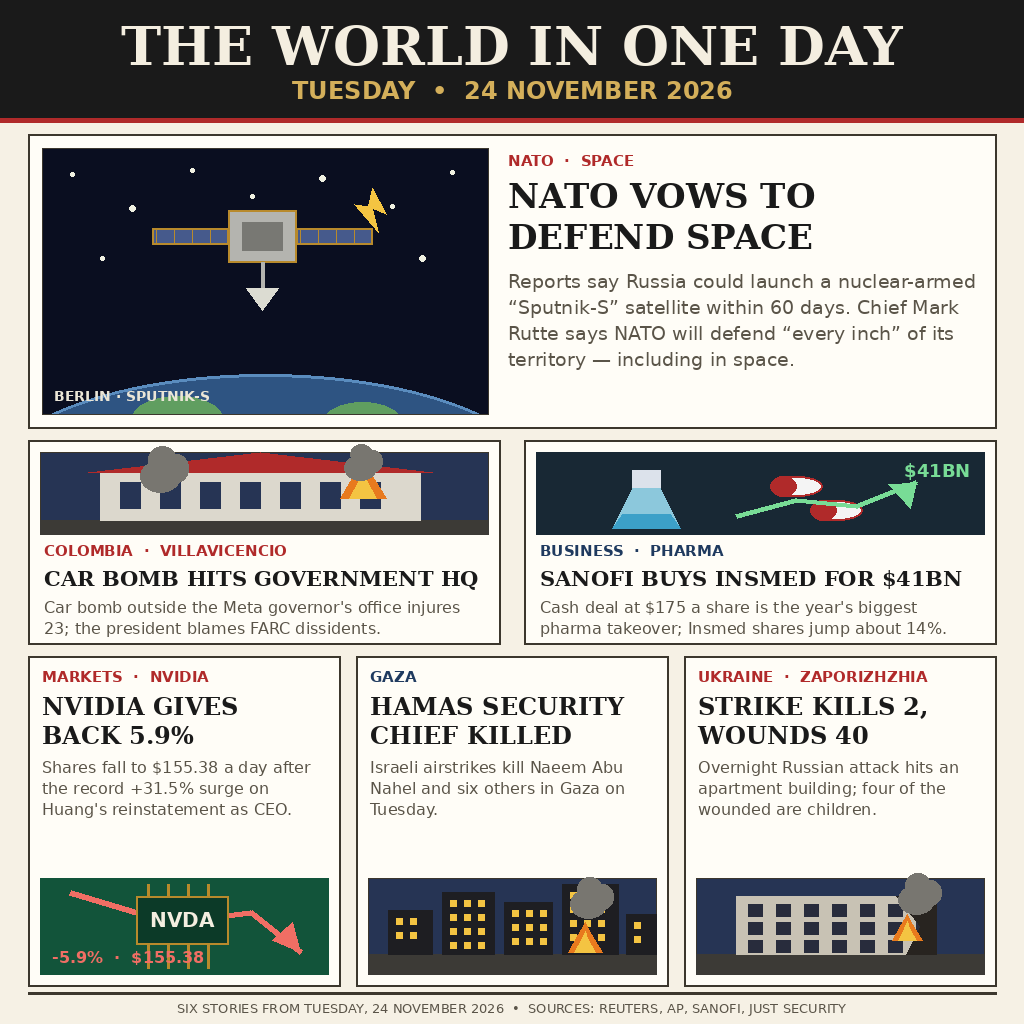 THE WORLD IN ONE DAY
TUESDAY • 24 NOVEMBER 2026
BERLIN · SPUTNIK-S
NATO · SPACE
NATO VOWS TO
DEFEND SPACE
Reports say Russia could launch a nuclear-armed
“Sputnik-S” satellite within 60 days. Chief Mark
Rutte says NATO will defend “every inch” of its
territory — including in space.
COLOMBIA · VILLAVICENCIO
CAR BOMB HITS GOVERNMENT HQ
Car bomb outside the Meta governor's office injures
23; the president blames FARC dissidents.
$41BN
BUSINESS · PHARMA
SANOFI BUYS INSMED FOR $41BN
Cash deal at $175 a share is the year's biggest
pharma takeover; Insmed shares jump about 14%.
MARKETS · NVIDIA
NVIDIA GIVES
BACK 5.9%
Shares fall to $155.38 a day after
the record +31.5% surge on
Huang's reinstatement as CEO.
NVDA
-5.9% · $155.38
GAZA
HAMAS SECURITY
CHIEF KILLED
Israeli airstrikes kill Naeem Abu
Nahel and six others in Gaza on
Tuesday.
UKRAINE · ZAPORIZHZHIA
STRIKE KILLS 2,
WOUNDS 40
Overnight Russian attack hits an
apartment building; four of the
wounded are children.
SIX STORIES FROM TUESDAY, 24 NOVEMBER 2026 • SOURCES: REUTERS, AP, SANOFI, JUST SECURITY